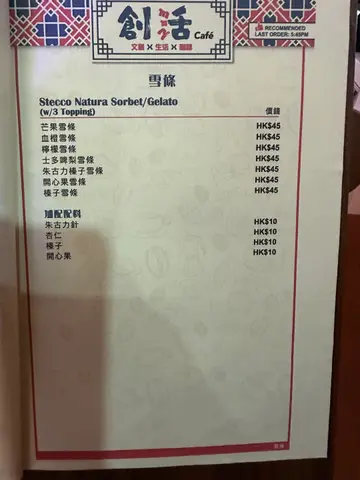 創活 Café
文創 × 生活 × 咖啡
RECOMMENDED
LAST ORDER: 5:45PM
雪條
Stecco Natura Sorbet/Gelato
(w/3 Topping) 價錢
芒果雪條 HK$45
血橙雪條 HK$45
檸檬雪條 HK$45
士多啤梨雪條 HK$45
朱古力榛子雪條 HK$45
開心果雪條 HK$45
榛子雪條 HK$45
加配配料
朱古力針 HK$10
杏仁 HK$10
榛子 HK$10
開心果 HK$10